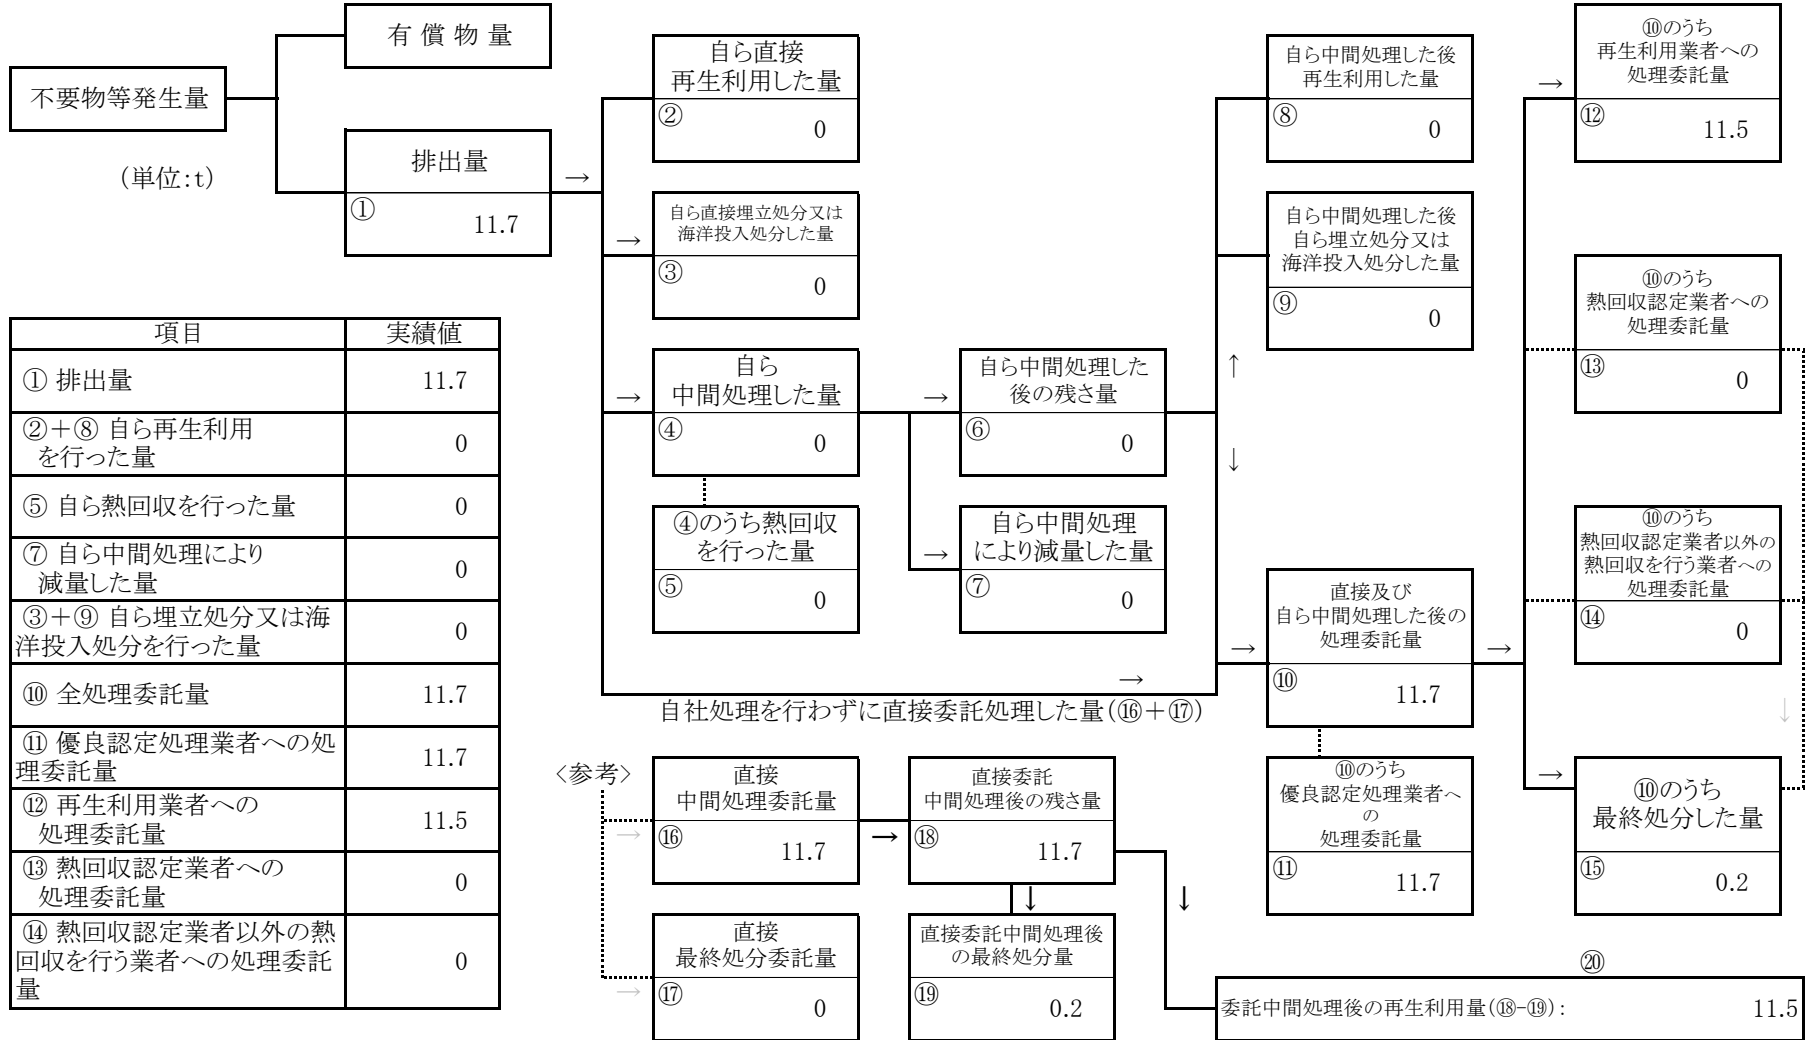 不要物等発生量
有 償 物 量
(単位:t)
排出量
①
11.7
→
自ら直接
再生利用した量
②
0
→
自ら直接埋立処分又は
海洋投入処分した量
③
0
→
自ら
中間処理した量
④
0
④のうち熱回収
を行った量
⑤
0
→
自ら中間処理した
後の残さ量
⑥
0
→
自ら中間処理
により減量した量
⑦
0
↑
↓
自ら中間処理した後
再生利用した量
⑧
0
自ら中間処理した後
自ら埋立処分又は
海洋投入処分した量
⑨
0
→
自社処理を行わずに直接委託処理した量(⑯+⑰)
→
直接及び
自ら中間処理した後の
処理委託量
⑩
11.7
→
⑩のうち
優良認定処理業者へ
の
処理委託量
⑪
11.7
→
⑩のうち
再生利用業者への
処理委託量
⑫
11.5
⑩のうち
熱回収認定業者への
処理委託量
⑬
0
⑩のうち
熱回収認定業者以外の
熱回収を行う業者への
処理委託量
⑭
0
↓
→
⑩のうち
最終処分した量
⑮
0.2
項目 実績値
① 排出量 11.7
②+⑧ 自ら再生利用
を行った量 0
⑤ 自ら熱回収を行った量 0
⑦ 自ら中間処理により
減量した量 0
③+⑨ 自ら埋立処分又は海
洋投入処分を行った量 0
⑩ 全処理委託量 11.7
⑪ 優良認定処理業者への処
理委託量 11.7
⑫ 再生利用業者への
処理委託量 11.5
⑬ 熱回収認定業者への
処理委託量 0
⑭ 熱回収認定業者以外の熱
回収を行う業者への処理委託
量 0
<参考>
→
直接
中間処理委託量
⑯
11.7
→
直接委託
中間処理後の残さ量
⑱
11.7
↓
↓
→
直接
最終処分委託量
⑰
0
直接委託中間処理後
の最終処分量
⑲
0.2
⑳
委託中間処理後の再生利用量(⑱-⑲): 11.5